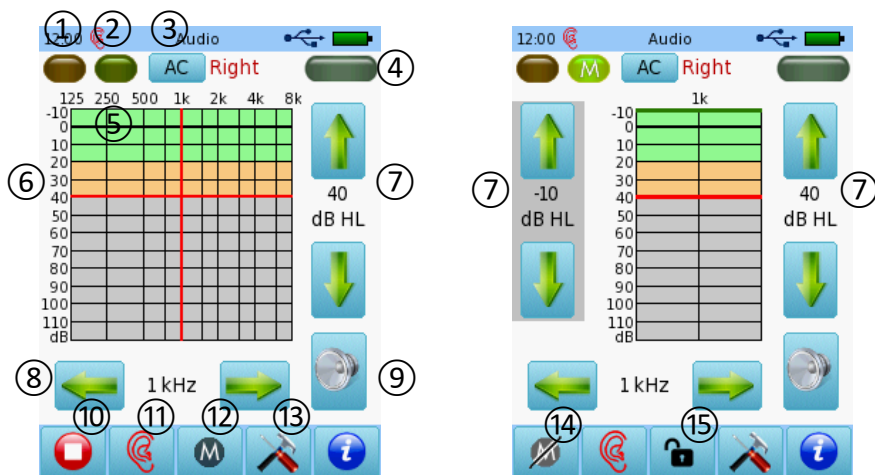 ① ② ③
12:00 Audio
AC Right ④
125 250 500 1k 2k 4k 8k
⑤
-10
0
10
20
30
40
50
60
70
80
90
100
110
dB
⑥
⑦
40
dB HL
⑧ 1 kHz ⑨
⑩ ⑪ ⑫ ⑬
M i
12:00 Audio
M AC Right
1k
-10
0
10
20
30
40
50
60
70
80
90
100
110
dB
⑦
-10
dB HL
40
dB HL
⑦
1 kHz
⑭ ⑮
M i